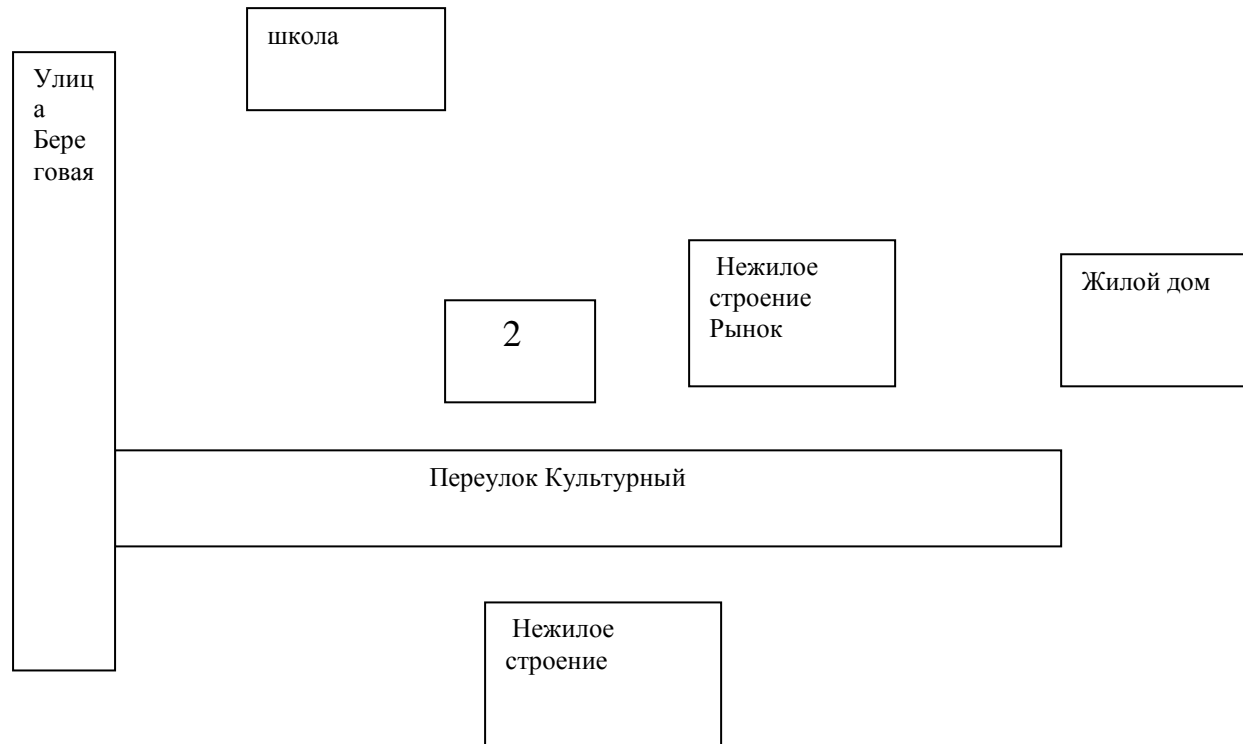 школа
Улиц
а
Бере
говая
Нежилое
строение
Рынок
Жилой дом
2
Переулок Культурный
Нежилое
строение